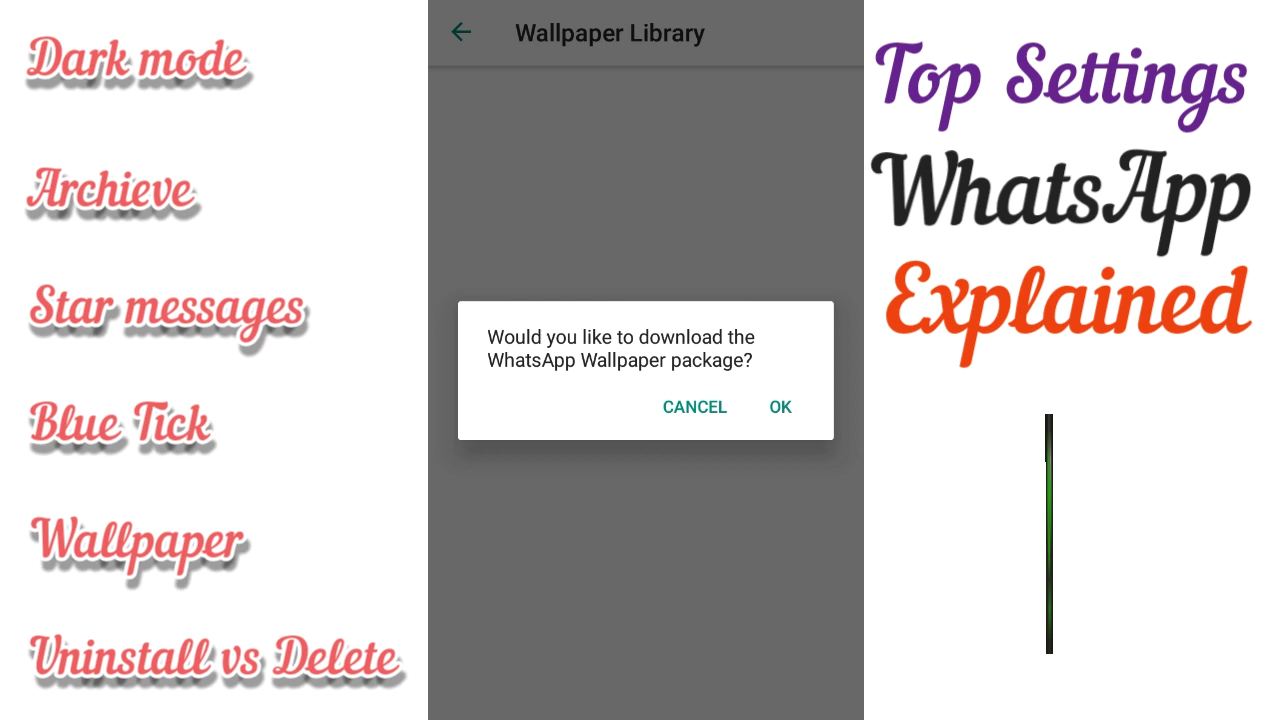 Dark mode
Archieve
Star messages
Blue Tick
Wallpaper
Uninstall vs Delete
Wallpaper Library
Would you like to download the
WhatsApp Wallpaper package?
CANCEL OK
Top Settings
WhatsApp
Explained